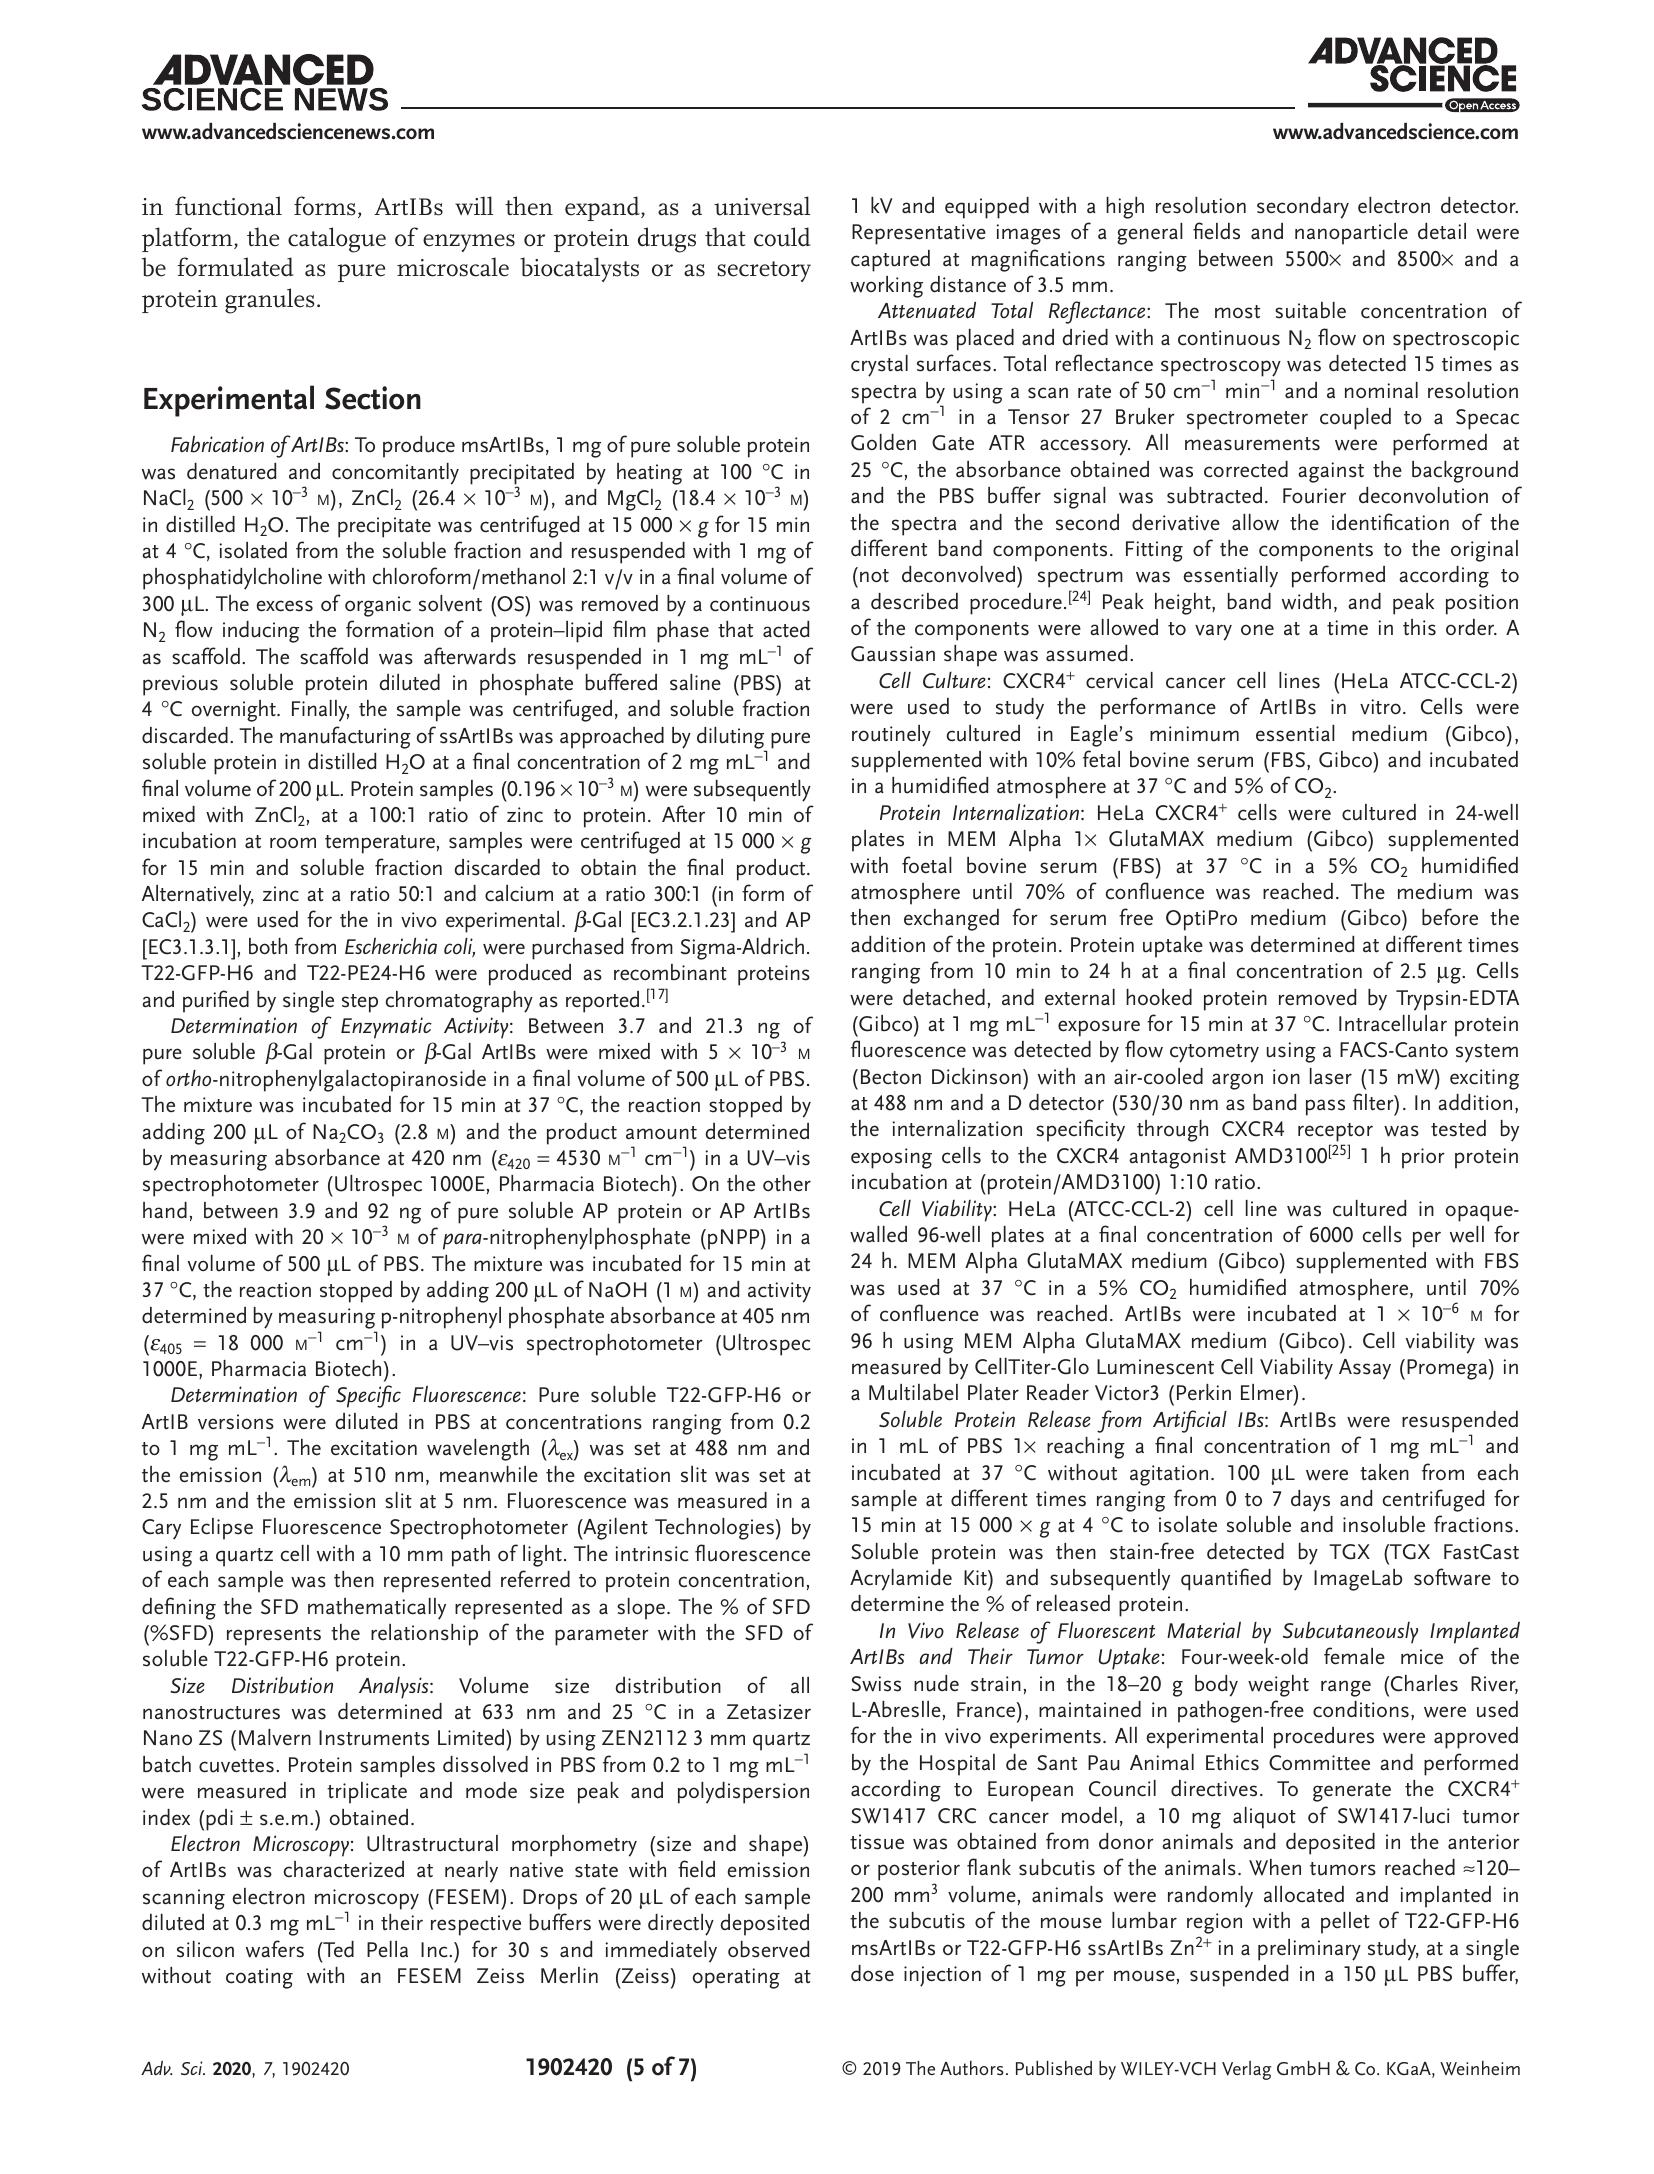 ADVANCED
SCIENCE NEWS
www.advancedsciencenews.com
ADVANCED
SCIENCE
Open Access
www.advancedscience.com
in functional forms, ArtIBs will then expand, as a universal
platform, the catalogue of enzymes or protein drugs that could
be formulated as pure microscale biocatalysts or as secretory
protein granules.
Experimental Section
Fabrication of ArtIBs: To produce msArtIBs, 1 mg of pure soluble protein
was denatured and concomitantly precipitated by heating at 100 °C in
NaCl₂ (500 × 10⁻³ M), ZnCl₂ (26.4 × 10⁻³ M), and MgCl₂ (18.4 × 10⁻³ M)
in distilled H₂O. The precipitate was centrifuged at 15 000 × g for 15 min
at 4 °C, isolated from the soluble fraction and resuspended with 1 mg of
phosphatidylcholine with chloroform/methanol 2:1 v/v in a final volume of
300 µL. The excess of organic solvent (OS) was removed by a continuous
N₂ flow inducing the formation of a protein–lipid film phase that acted
as scaffold. The scaffold was afterwards resuspended in 1 mg mL⁻¹ of
previous soluble protein diluted in phosphate buffered saline (PBS) at
4 °C overnight. Finally, the sample was centrifuged, and soluble fraction
discarded. The manufacturing of ssArtIBs was approached by diluting pure
soluble protein in distilled H₂O at a final concentration of 2 mg mL⁻¹ and
final volume of 200 µL. Protein samples (0.196 × 10⁻³ M) were subsequently
mixed with ZnCl₂, at a 100:1 ratio of zinc to protein. After 10 min of
incubation at room temperature, samples were centrifuged at 15 000 × g
for 15 min and soluble fraction discarded to obtain the final product.
Alternatively, zinc at a ratio 50:1 and calcium at a ratio 300:1 (in form of
CaCl₂) were used for the in vivo experimental. β-Gal [EC3.2.1.23] and AP
[EC3.1.3.1], both from Escherichia coli, were purchased from Sigma-Aldrich.
T22-GFP-H6 and T22-PE24-H6 were produced as recombinant proteins
and purified by single step chromatography as reported.[17]
Determination of Enzymatic Activity: Between 3.7 and 21.3 ng of
pure soluble β-Gal protein or β-Gal ArtIBs were mixed with 5 × 10⁻³ M
of ortho-nitrophenylgalactopiranoside in a final volume of 500 µL of PBS.
The mixture was incubated for 15 min at 37 °C, the reaction stopped by
adding 200 µL of Na₂CO₃ (2.8 M) and the product amount determined
by measuring absorbance at 420 nm (ε₄₂₀ = 4530 M⁻¹ cm⁻¹) in a UV–vis
spectrophotometer (Ultrospec 1000E, Pharmacia Biotech). On the other
hand, between 3.9 and 92 ng of pure soluble AP protein or AP ArtIBs
were mixed with 20 × 10⁻³ M of para-nitrophenylphosphate (pNPP) in a
final volume of 500 µL of PBS. The mixture was incubated for 15 min at
37 °C, the reaction stopped by adding 200 µL of NaOH (1 M) and activity
determined by measuring p-nitrophenyl phosphate absorbance at 405 nm
(ε₄₀₅ = 18 000 M⁻¹ cm⁻¹) in a UV–vis spectrophotometer (Ultrospec
1000E, Pharmacia Biotech).
Determination of Specific Fluorescence: Pure soluble T22-GFP-H6 or
ArtIB versions were diluted in PBS at concentrations ranging from 0.2
to 1 mg mL⁻¹. The excitation wavelength (λex) was set at 488 nm and
the emission (λem) at 510 nm, meanwhile the excitation slit was set at
2.5 nm and the emission slit at 5 nm. Fluorescence was measured in a
Cary Eclipse Fluorescence Spectrophotometer (Agilent Technologies) by
using a quartz cell with a 10 mm path of light. The intrinsic fluorescence
of each sample was then represented referred to protein concentration,
defining the SFD mathematically represented as a slope. The % of SFD
(%SFD) represents the relationship of the parameter with the SFD of
soluble T22-GFP-H6 protein.
Size Distribution Analysis: Volume size distribution of all
nanostructures was determined at 633 nm and 25 °C in a Zetasizer
Nano ZS (Malvern Instruments Limited) by using ZEN2112 3 mm quartz
batch cuvettes. Protein samples dissolved in PBS from 0.2 to 1 mg mL⁻¹
were measured in triplicate and mode size peak and polydispersion
index (pdi ± s.e.m.) obtained.
Electron Microscopy: Ultrastructural morphometry (size and shape)
of ArtIBs was characterized at nearly native state with field emission
scanning electron microscopy (FESEM). Drops of 20 µL of each sample
diluted at 0.3 mg mL⁻¹ in their respective buffers were directly deposited
on silicon wafers (Ted Pella Inc.) for 30 s and immediately observed
without coating with an FESEM Zeiss Merlin (Zeiss) operating at
1 kV and equipped with a high resolution secondary electron detector.
Representative images of a general fields and nanoparticle detail were
captured at magnifications ranging between 5500× and 8500× and a
working distance of 3.5 mm.
Attenuated Total Reflectance: The most suitable concentration of
ArtIBs was placed and dried with a continuous N₂ flow on spectroscopic
crystal surfaces. Total reflectance spectroscopy was detected 15 times as
spectra by using a scan rate of 50 cm⁻¹ min⁻¹ and a nominal resolution
of 2 cm⁻¹ in a Tensor 27 Bruker spectrometer coupled to a Specac
Golden Gate ATR accessory. All measurements were performed at
25 °C, the absorbance obtained was corrected against the background
and the PBS buffer signal was subtracted. Fourier deconvolution of
the spectra and the second derivative allow the identification of the
different band components. Fitting of the components to the original
(not deconvolved) spectrum was essentially performed according to
a described procedure.[24] Peak height, band width, and peak position
of the components were allowed to vary one at a time in this order. A
Gaussian shape was assumed.
Cell Culture: CXCR4⁺ cervical cancer cell lines (HeLa ATCC-CCL-2)
were used to study the performance of ArtIBs in vitro. Cells were
routinely cultured in Eagle's minimum essential medium (Gibco),
supplemented with 10% fetal bovine serum (FBS, Gibco) and incubated
in a humidified atmosphere at 37 °C and 5% of CO₂.
Protein Internalization: HeLa CXCR4⁺ cells were cultured in 24-well
plates in MEM Alpha 1× GlutaMAX medium (Gibco) supplemented
with foetal bovine serum (FBS) at 37 °C in a 5% CO₂ humidified
atmosphere until 70% of confluence was reached. The medium was
then exchanged for serum free OptiPro medium (Gibco) before the
addition of the protein. Protein uptake was determined at different times
ranging from 10 min to 24 h at a final concentration of 2.5 µg. Cells
were detached, and external hooked protein removed by Trypsin-EDTA
(Gibco) at 1 mg mL⁻¹ exposure for 15 min at 37 °C. Intracellular protein
fluorescence was detected by flow cytometry using a FACS-Canto system
(Becton Dickinson) with an air-cooled argon ion laser (15 mW) exciting
at 488 nm and a D detector (530/30 nm as band pass filter). In addition,
the internalization specificity through CXCR4 receptor was tested by
exposing cells to the CXCR4 antagonist AMD3100[25] 1 h prior protein
incubation at (protein/AMD3100) 1:10 ratio.
Cell Viability: HeLa (ATCC-CCL-2) cell line was cultured in opaque-
walled 96-well plates at a final concentration of 6000 cells per well for
24 h. MEM Alpha GlutaMAX medium (Gibco) supplemented with FBS
was used at 37 °C in a 5% CO₂ humidified atmosphere, until 70%
of confluence was reached. ArtIBs were incubated at 1 × 10⁻⁶ M for
96 h using MEM Alpha GlutaMAX medium (Gibco). Cell viability was
measured by CellTiter-Glo Luminescent Cell Viability Assay (Promega) in
a Multilabel Plater Reader Victor3 (Perkin Elmer).
Soluble Protein Release from Artificial IBs: ArtIBs were resuspended
in 1 mL of PBS 1× reaching a final concentration of 1 mg mL⁻¹ and
incubated at 37 °C without agitation. 100 µL were taken from each
sample at different times ranging from 0 to 7 days and centrifuged for
15 min at 15 000 × g at 4 °C to isolate soluble and insoluble fractions.
Soluble protein was then stain-free detected by TGX (TGX FastCast
Acrylamide Kit) and subsequently quantified by ImageLab software to
determine the % of released protein.
In Vivo Release of Fluorescent Material by Subcutaneously Implanted
ArtIBs and Their Tumor Uptake: Four-week-old female mice of the
Swiss nude strain, in the 18–20 g body weight range (Charles River,
L-Abreslle, France), maintained in pathogen-free conditions, were used
for the in vivo experiments. All experimental procedures were approved
by the Hospital de Sant Pau Animal Ethics Committee and performed
according to European Council directives. To generate the CXCR4⁺
SW1417 CRC cancer model, a 10 mg aliquot of SW1417-luci tumor
tissue was obtained from donor animals and deposited in the anterior
or posterior flank subcutis of the animals. When tumors reached ≈120–
200 mm³ volume, animals were randomly allocated and implanted in
the subcutis of the mouse lumbar region with a pellet of T22-GFP-H6
msArtIBs or T22-GFP-H6 ssArtIBs Zn²⁺ in a preliminary study, at a single
dose injection of 1 mg per mouse, suspended in a 150 µL PBS buffer,
Adv. Sci. 2020, 7, 1902420
1902420 (5 of 7)
© 2019 The Authors. Published by WILEY-VCH Verlag GmbH & Co. KGaA, Weinheim